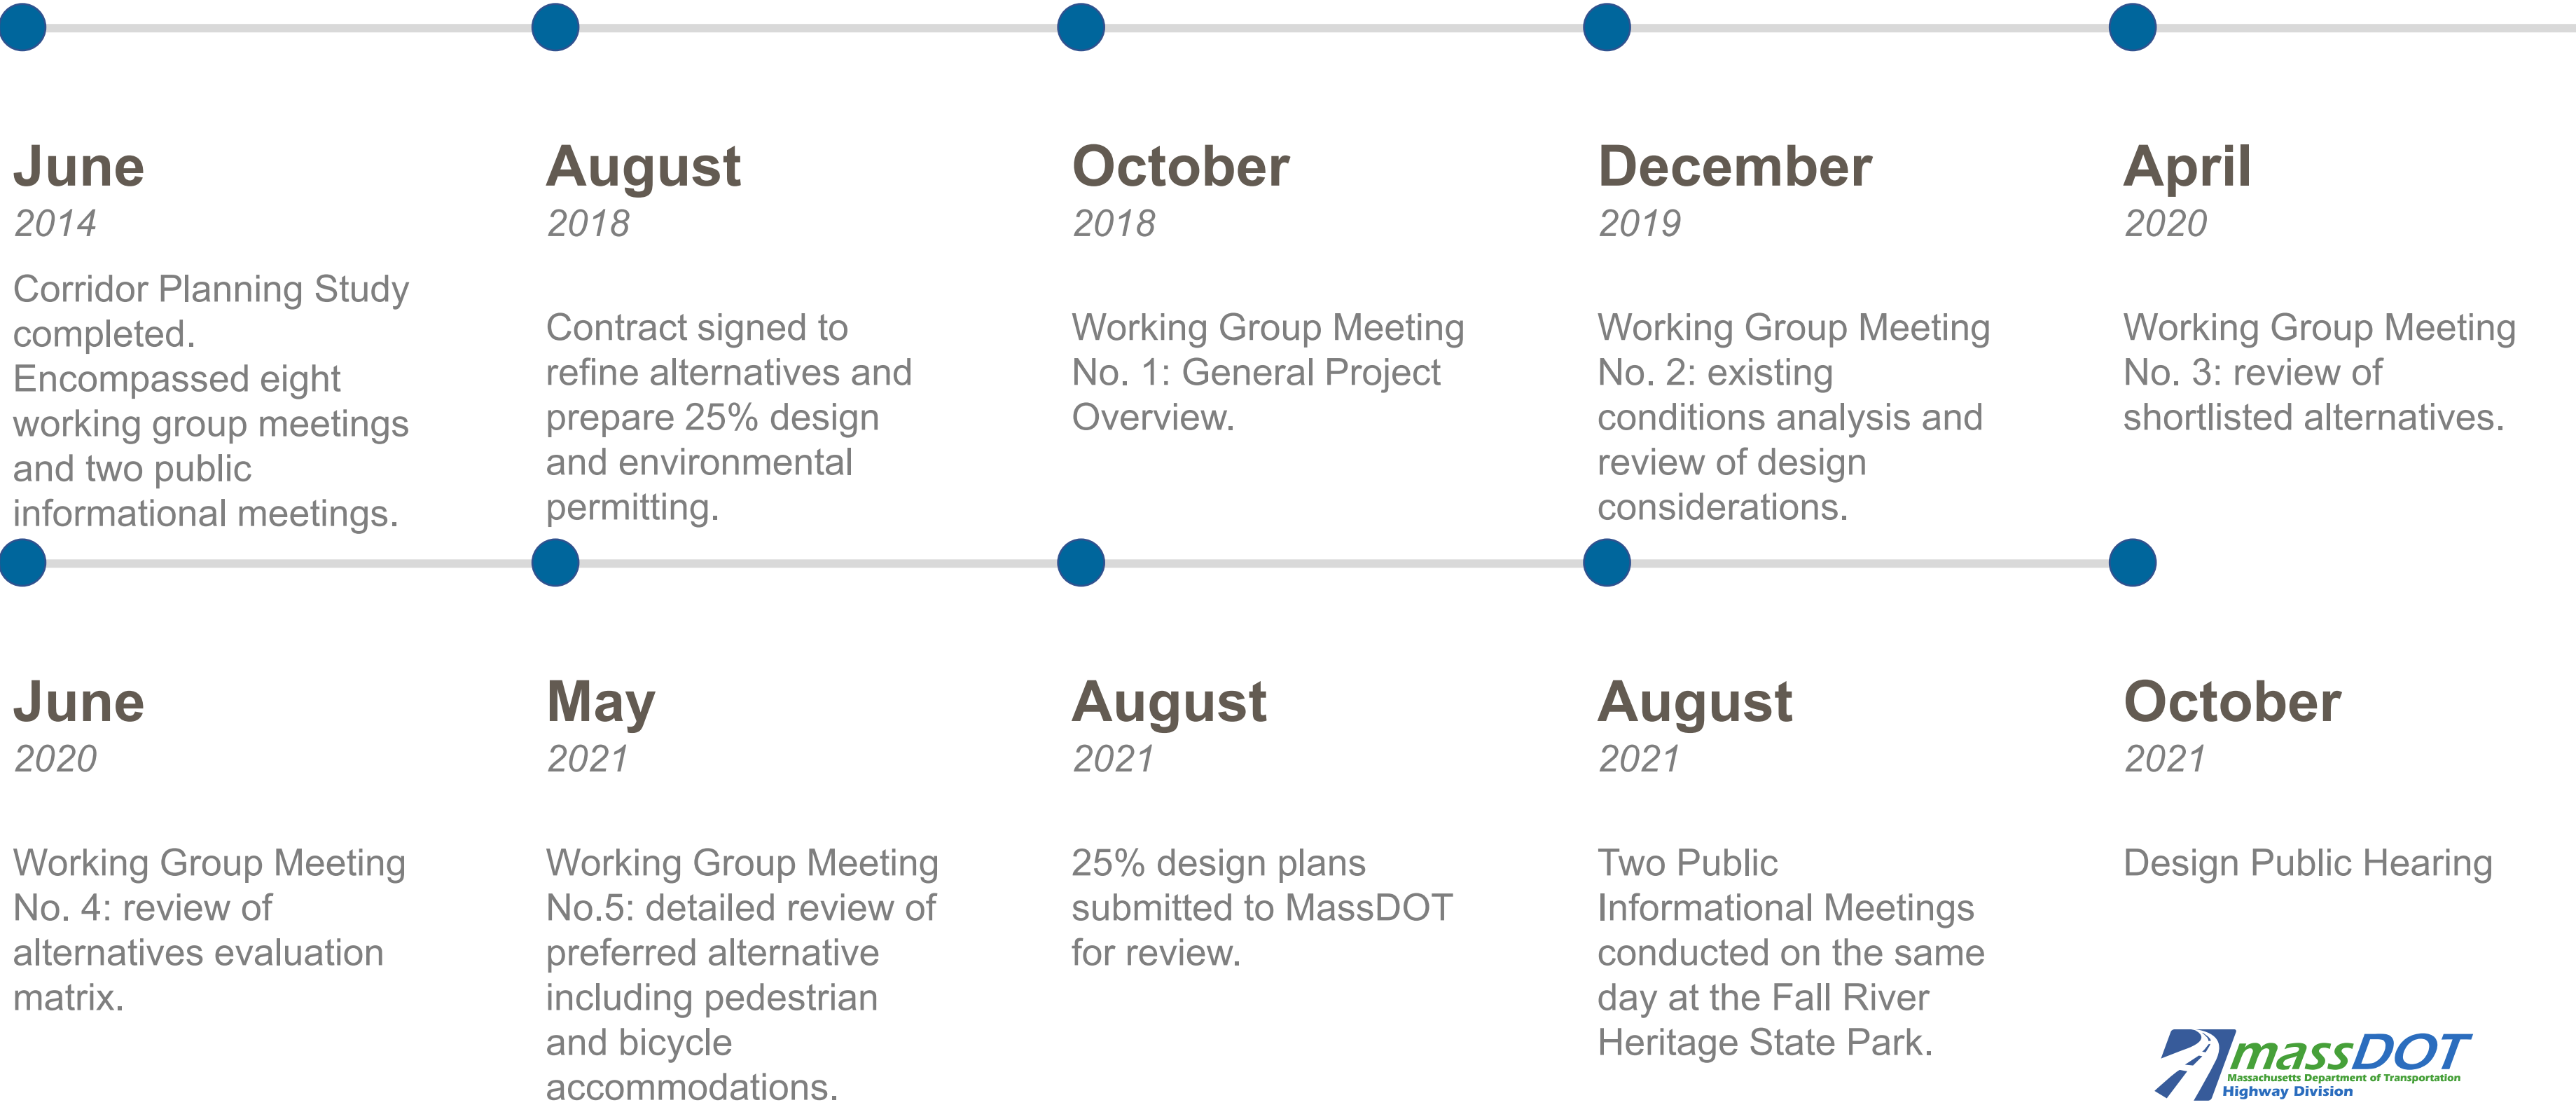 June
2014
Corridor Planning Study
completed.
Encompassed eight
working group meetings
and two public
informational meetings.
August
2018
Contract signed to
refine alternatives and
prepare 25% design
and environmental
permitting.
October
2018
Working Group Meeting
No. 1: General Project
Overview.
December
2019
Working Group Meeting
No. 2: existing
conditions analysis and
review of design
considerations.
April
2020
Working Group Meeting
No. 3: review of
shortlisted alternatives.
June
2020
Working Group Meeting
No. 4: review of
alternatives evaluation
matrix.
May
2021
Working Group Meeting
No.5: detailed review of
preferred alternative
including pedestrian
and bicycle
accommodations.
August
2021
25% design plans
submitted to MassDOT
for review.
August
2021
Two Public
Informational Meetings
conducted on the same
day at the Fall River
Heritage State Park.
October
2021
Design Public Hearing
massDOT
Massachusetts Department of Transportation
Highway Division